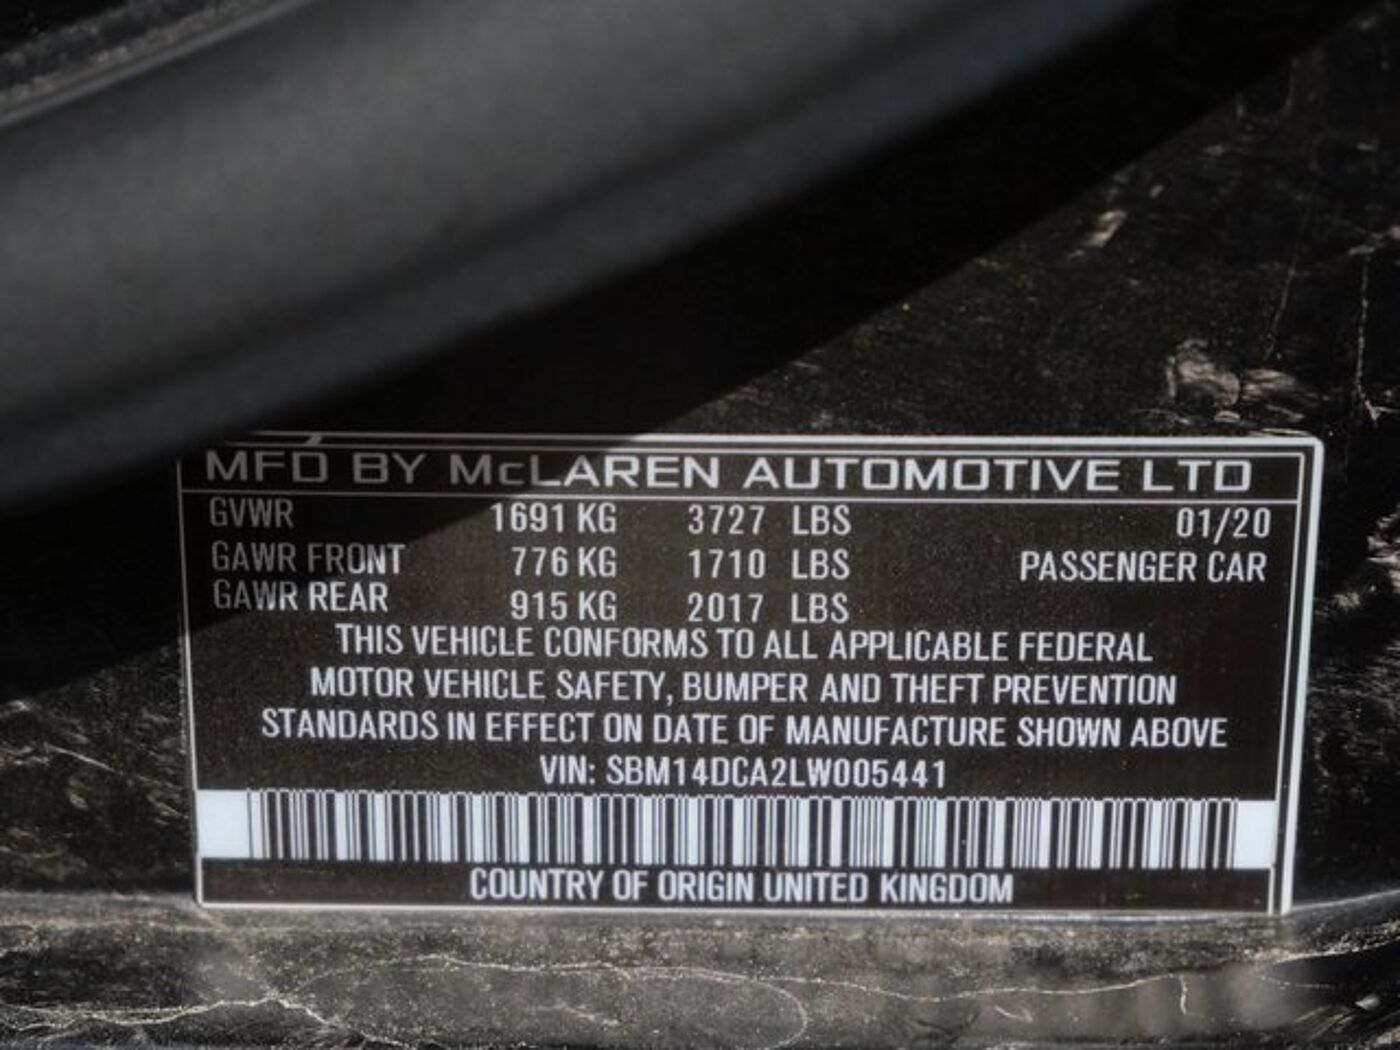 MFD BY McLAREN AUTOMOTIVE LTD
GVWR 1691 KG 3727 LBS 01/20
GAWR FRONT 776 KG 1710 LBS PASSENGER CAR
GAWR REAR 915 KG 2017 LBS
THIS VEHICLE CONFORMS TO ALL APPLICABLE FEDERAL
MOTOR VEHICLE SAFETY, BUMPER AND THEFT PREVENTION
STANDARDS IN EFFECT ON DATE OF MANUFACTURE SHOWN ABOVE
VIN: SBM14DCA2LW005441
COUNTRY OF ORIGIN UNITED KINGDOM